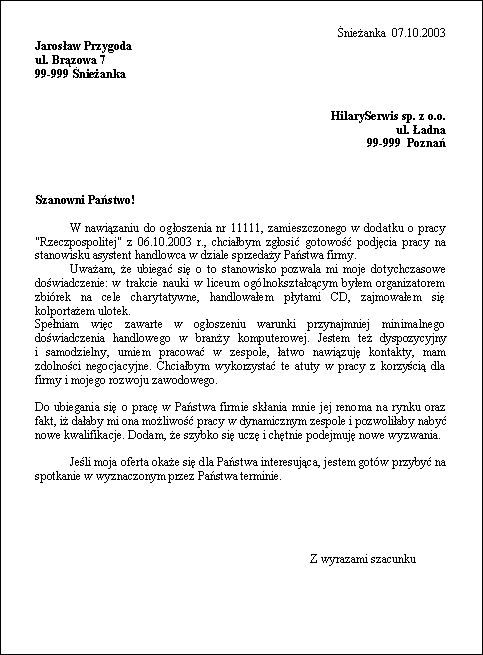 Śnieżanka 07.10.2003
Jarosław Przygoda
ul. Brązowa 7
99-999 Śnieżanka
HilarySerwis sp. z o.o.
ul. Ładna
99-999 Poznań
Szanowni Państwo!
W nawiązaniu do ogłoszenia nr 11111, zamieszczonego w dodatku o pracy
"Rzeczpospolitej" z 06.10.2003 r., chciałbym zgłosić gotowość podjęcia pracy na
stanowisku asystent handlowca w dziale sprzedaży Państwa firmy.
Uważam, że ubiegać się o to stanowisko pozwala mi moje dotychczasowe
doświadczenie: w trakcie nauki w liceum ogólnokształcącym byłem organizatorem
zbiórek na cele charytatywne, handlowałem płytami CD, zajmowałem się
kolportażem ulotek.
Spełniam więc zawarte w ogłoszeniu warunki przynajmniej minimalnego
doświadczenia handlowego w branży komputerowej. Jestem też dyspozycyjny
i samodzielny, umiem pracować w zespole, łatwo nawiązuję kontakty, mam
zdolności negocjacyjne. Chciałbym wykorzystać te atuty w pracy z korzyścią dla
firmy i mojego rozwoju zawodowego.
Do ubiegania się o pracę w Państwa firmie skłania mnie jej renoma na rynku oraz
fakt, iż dałaby mi ona możliwość pracy w dynamicznym zespole i pozwoliłaby nabyć
nowe kwalifikacje. Dodam, że szybko się uczę i chętnie podejmuję nowe wyzwania.
Jeśli moja oferta okaże się dla Państwa interesująca, jestem gotów przybyć na
spotkanie w wyznaczonym przez Państwa terminie.
Z wyrazami szacunku